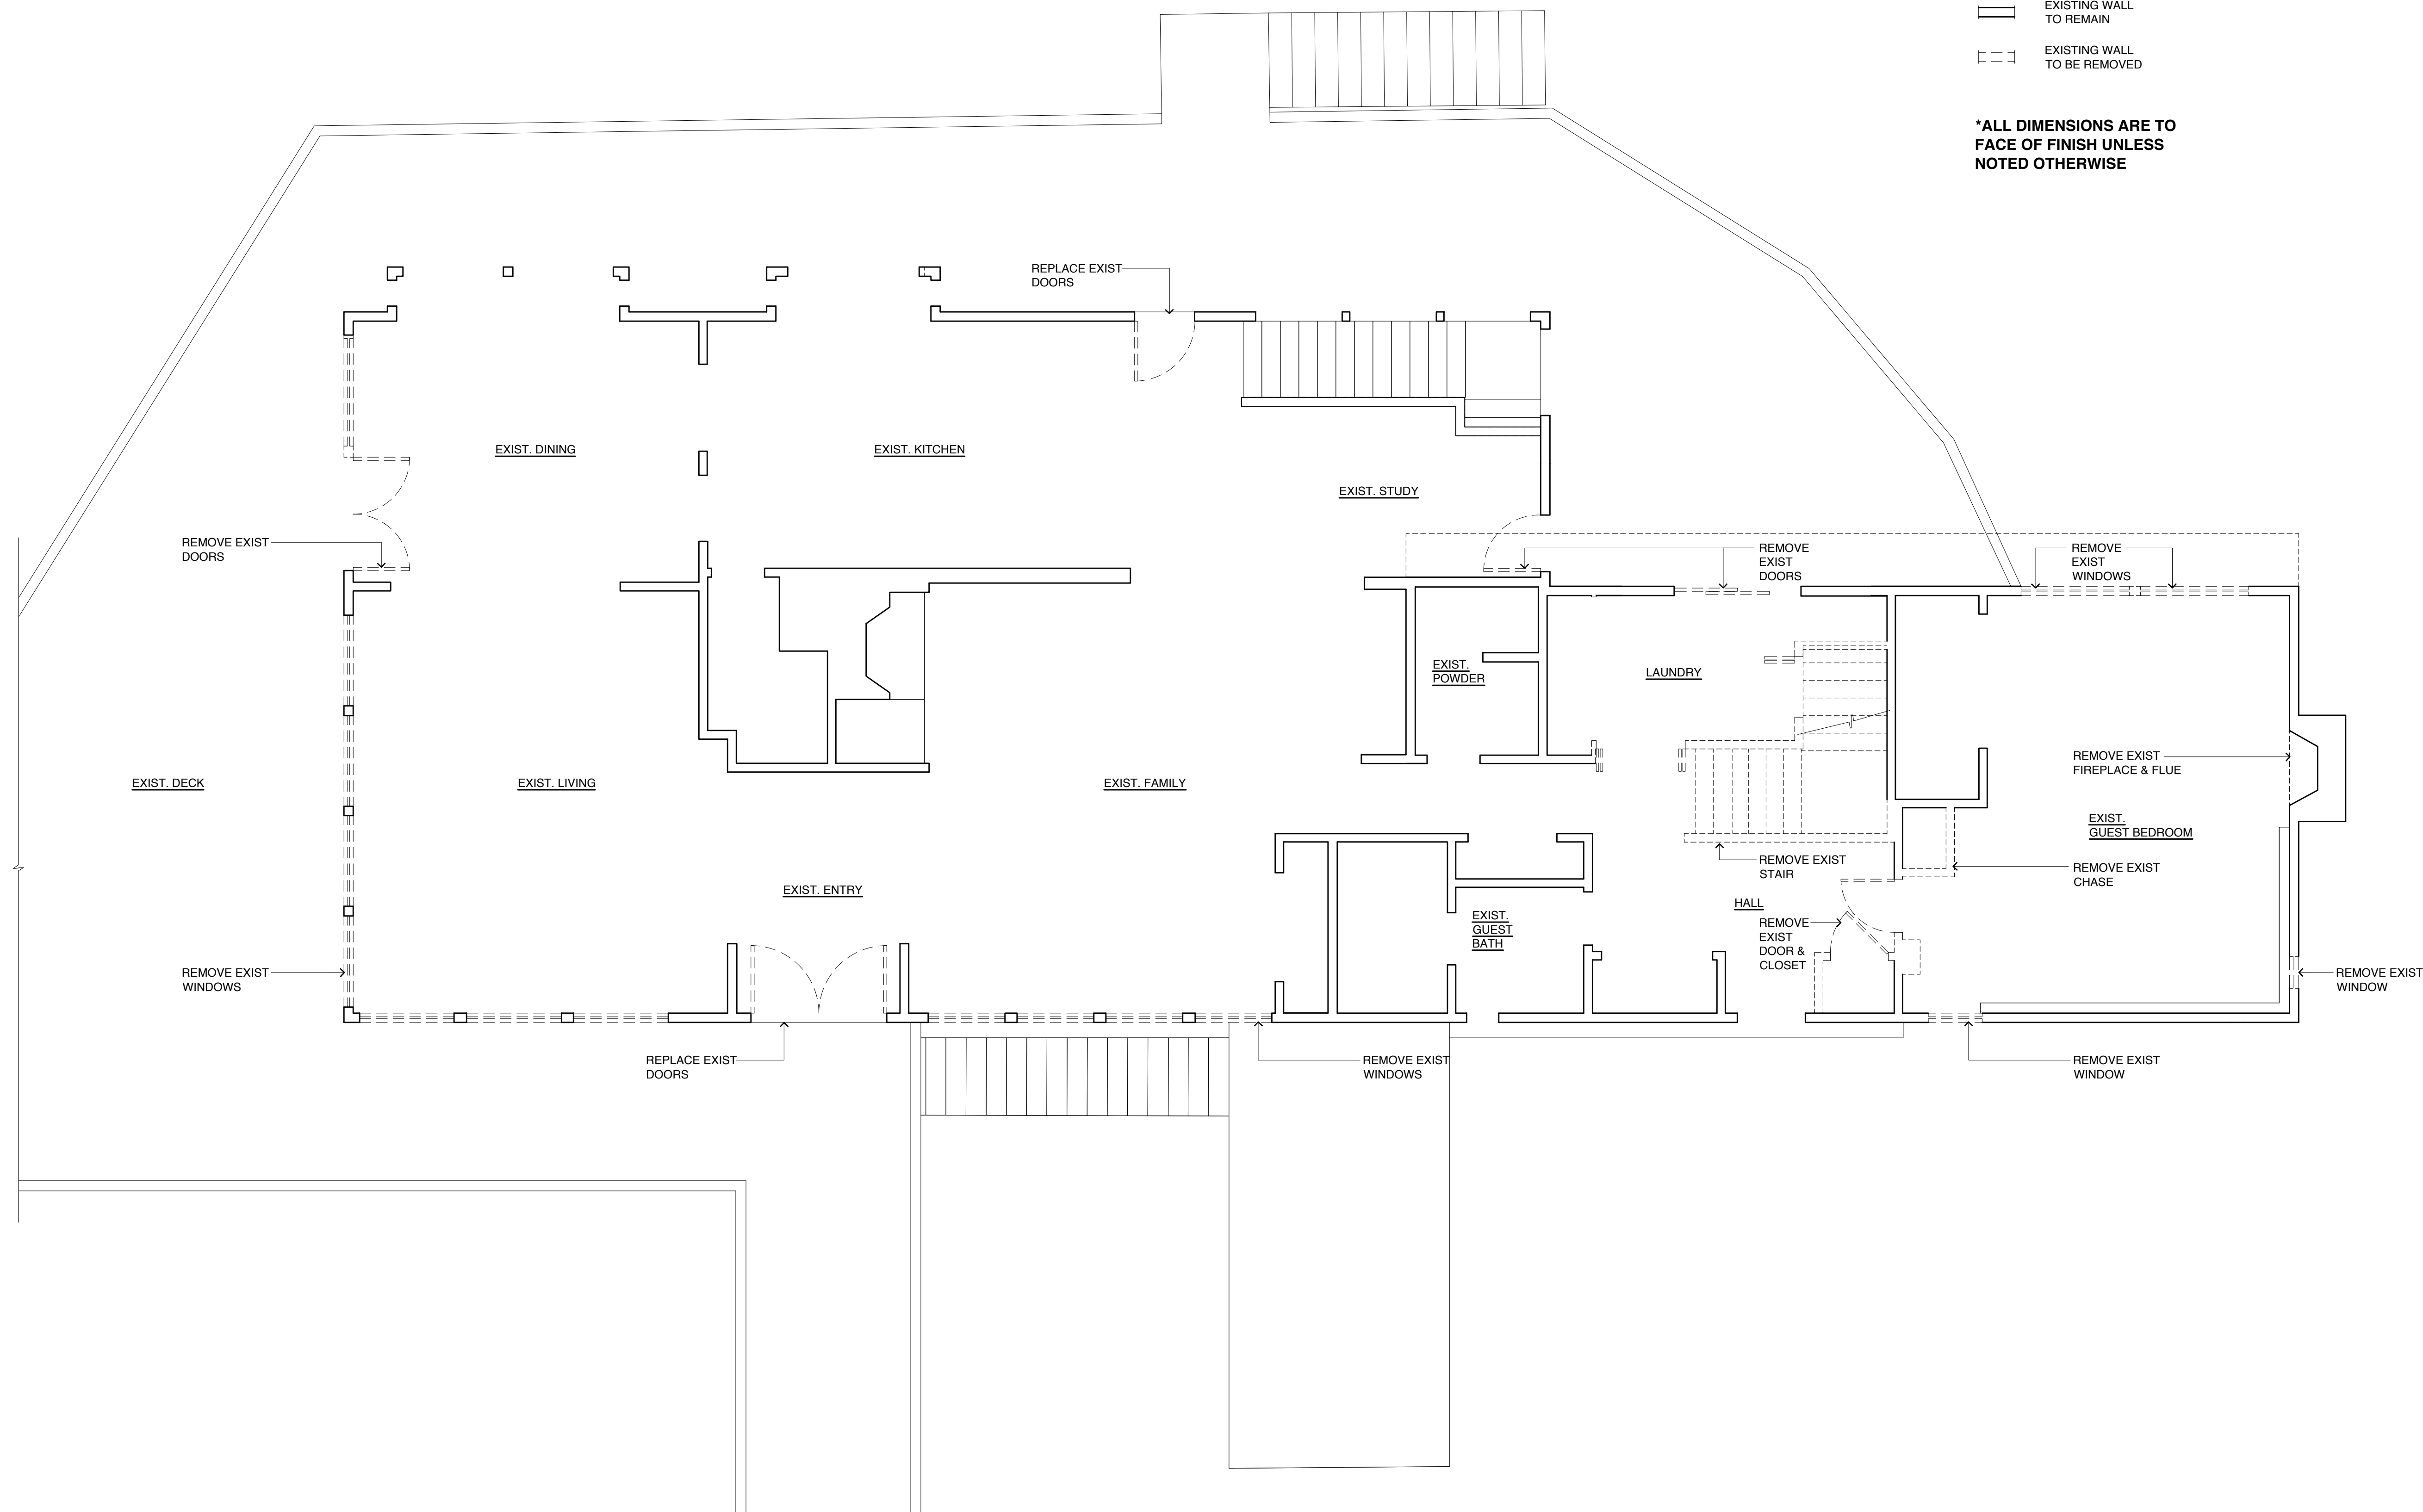 EXISTING WALL
TO REMAIN
EXISTING WALL
TO BE REMOVED
*ALL DIMENSIONS ARE TO
FACE OF FINISH UNLESS
NOTED OTHERWISE
REPLACE EXIST
DOORS
EXIST. DINING
EXIST. KITCHEN
EXIST. STUDY
REMOVE EXIST
DOORS
REMOVE
EXIST
DOORS
REMOVE
EXIST
WINDOWS
EXIST.
POWDER
LAUNDRY
EXIST. DECK
EXIST. LIVING
EXIST. FAMILY
REMOVE EXIST
FIREPLACE & FLUE
EXIST.
GUEST BEDROOM
REMOVE EXIST
STAIR
REMOVE EXIST
CHASE
EXIST. ENTRY
HALL
EXIST.
GUEST
BATH
REMOVE
EXIST
DOOR &
CLOSET
REMOVE EXIST
WINDOWS
REMOVE EXIST
WINDOW
REPLACE EXIST
DOORS
REMOVE EXIST
WINDOWS
REMOVE EXIST
WINDOW